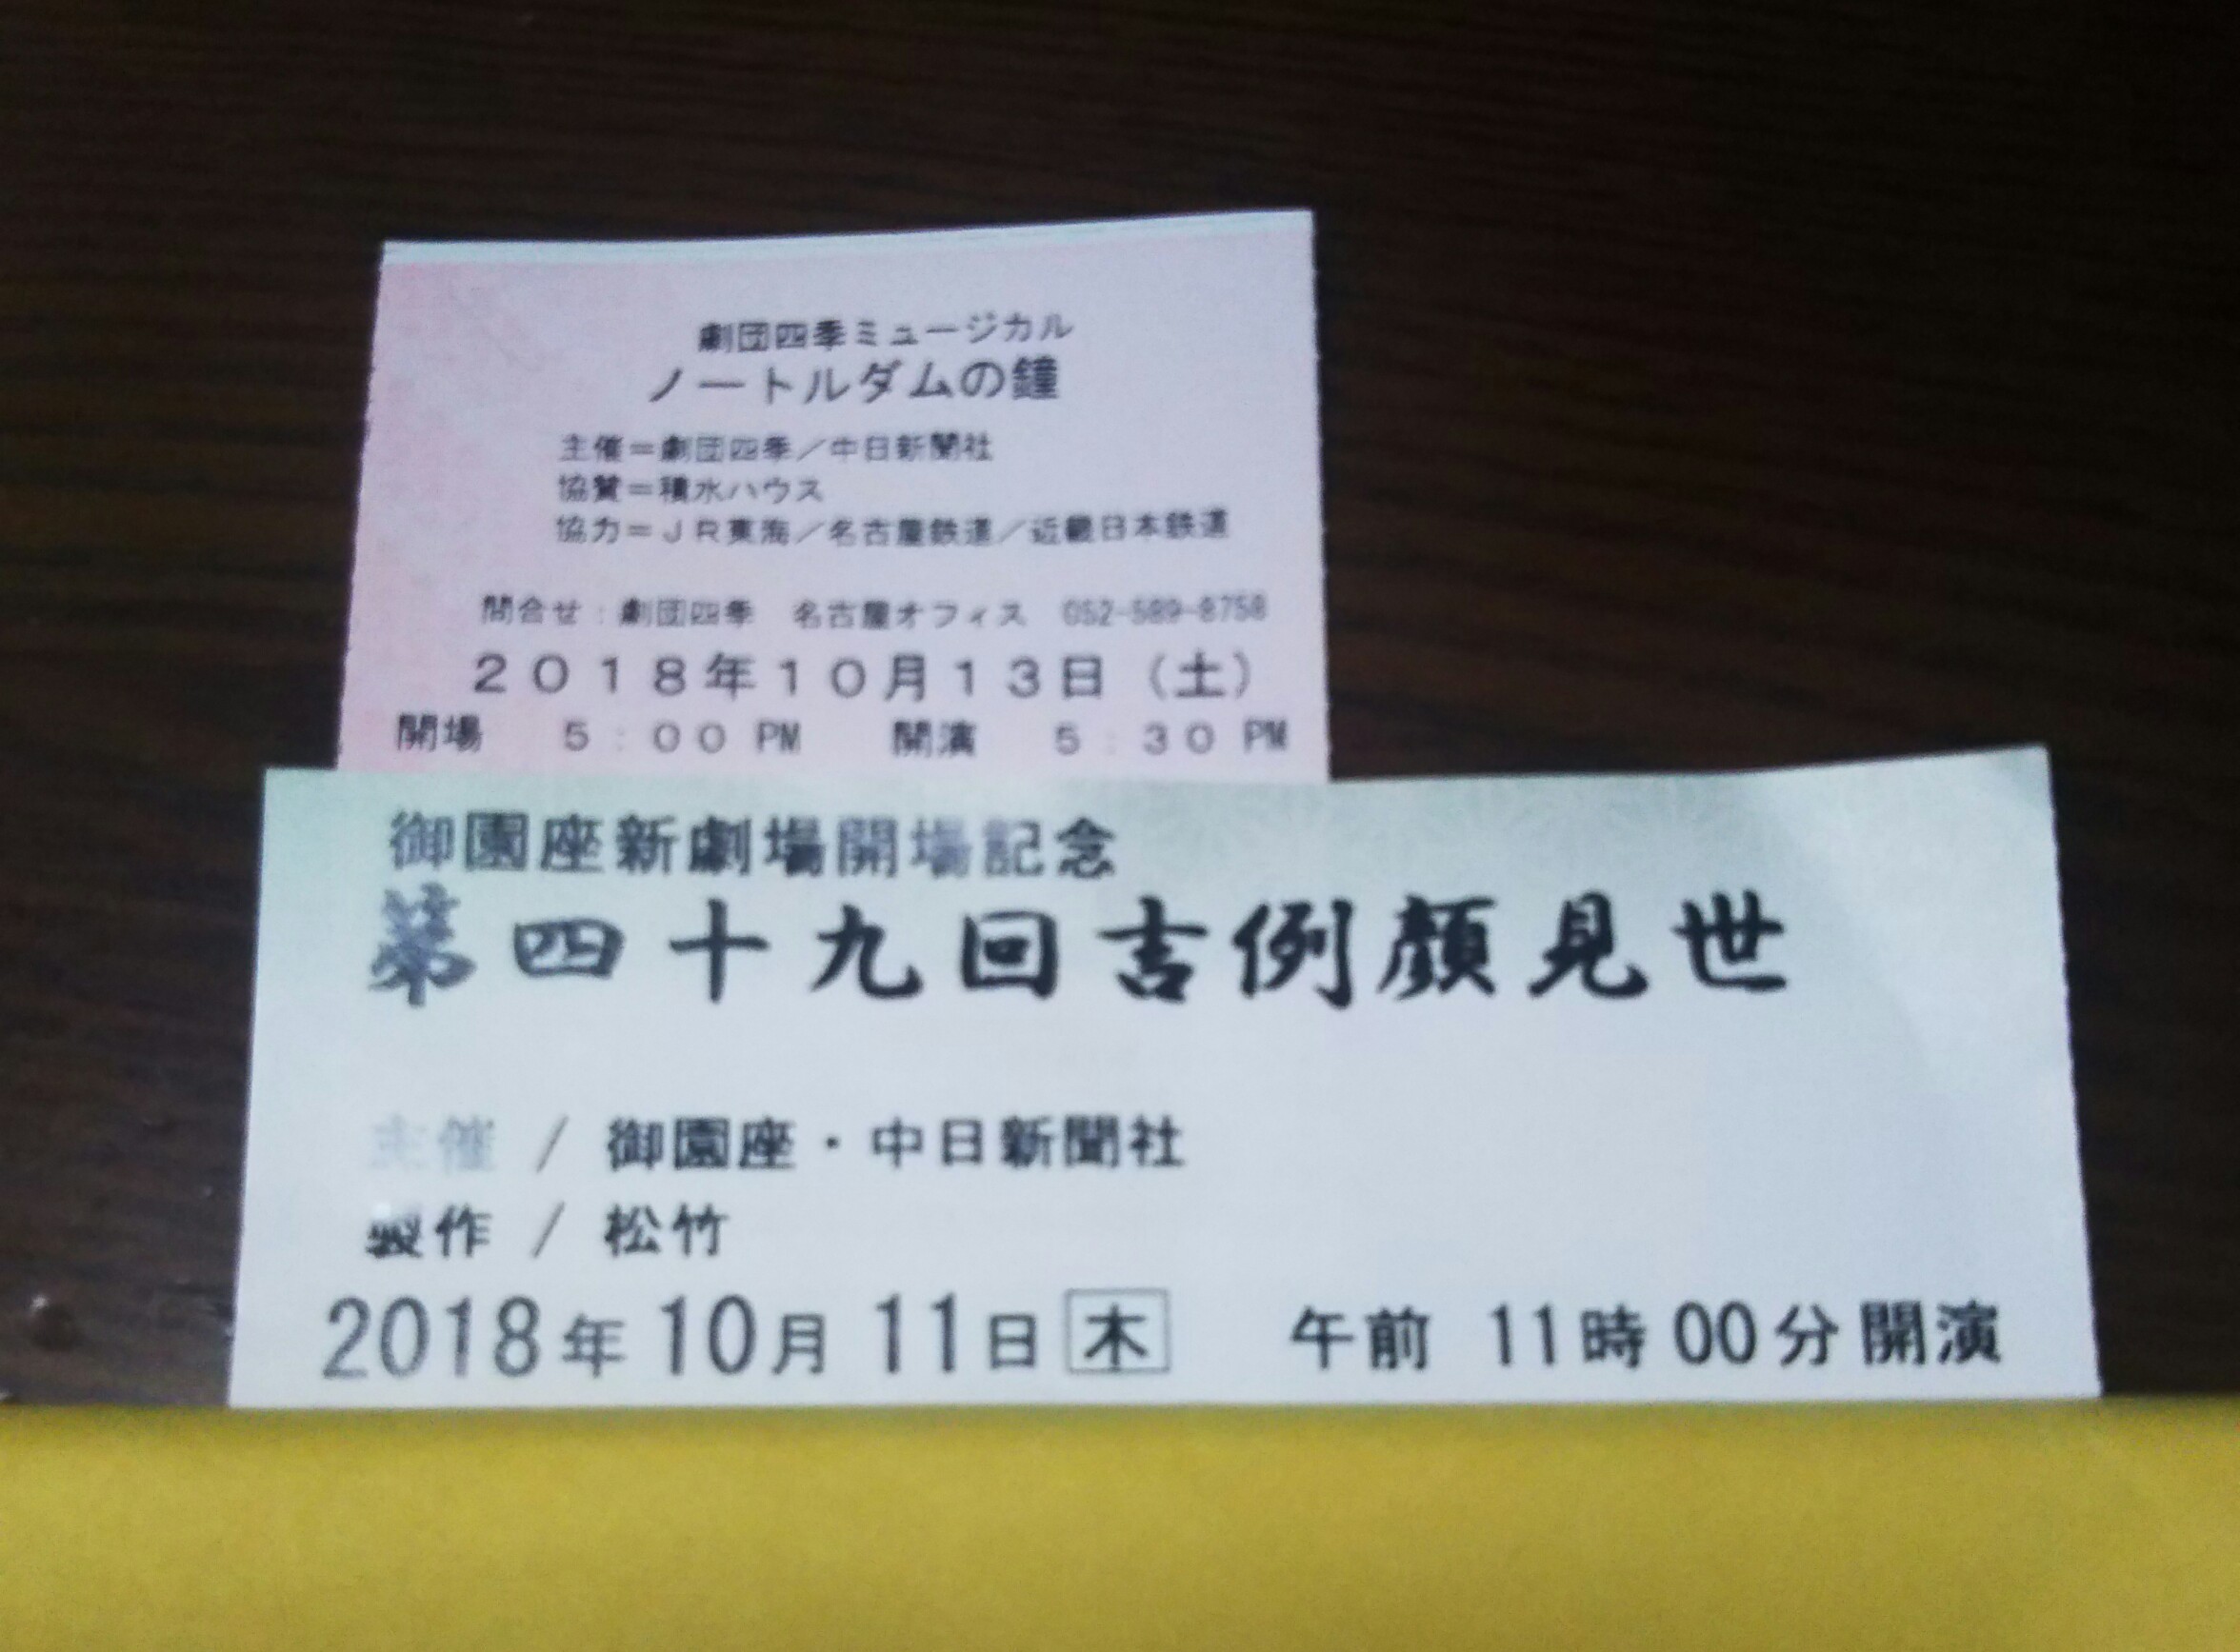 劇団四季ミュージカル
ノートルダムの鐘
主催＝劇団四季／中日新聞社
協賛＝積水ハウス
協力＝ＪＲ東海／名古屋鉄道／近畿日本鉄道
問合せ：劇団四季　名古屋オフィス　052-589-8758
２０１８年１０月１３日（土）
開場　５：００ PM　開演　５：３０ PM
御園座新劇場開場記念
第四十九回吉例顔見世
主催 / 御園座・中日新聞社
製作 / 松竹
2018年 10月 11日 木　午前 11時 00分 開演